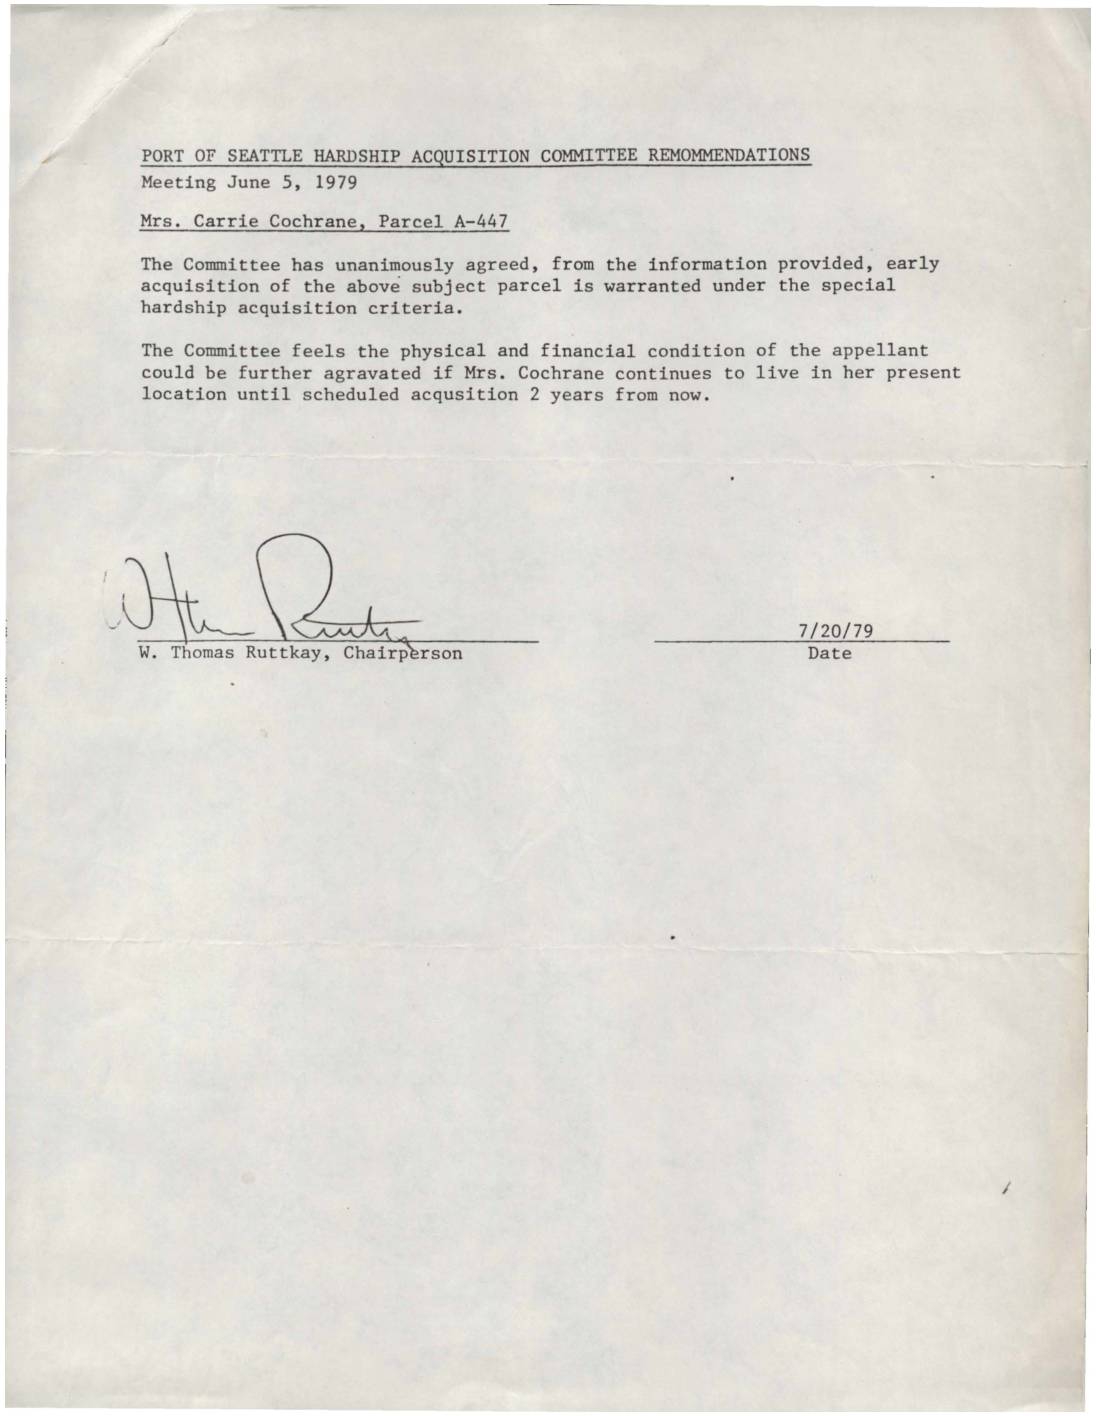 PORT OF SEATTLE HARDSHIP ACQUISITION COMMITTEE REMOMMENDATIONS
Meeting June 5, 1979
Mrs. Carrie Cochrane, Parcel A-447
The Committee has unanimously agreed, from the information provided, early
acquisition of the above subject parcel is warranted under the special
hardship acquisition criteria.
The Committee feels the physical and financial condition of the appellant
could be further agravated if Mrs. Cochrane continues to live in her present
location until scheduled acqusition 2 years from now.
7/20/79
W. Thomas Ruttkay, Chairperson
Date